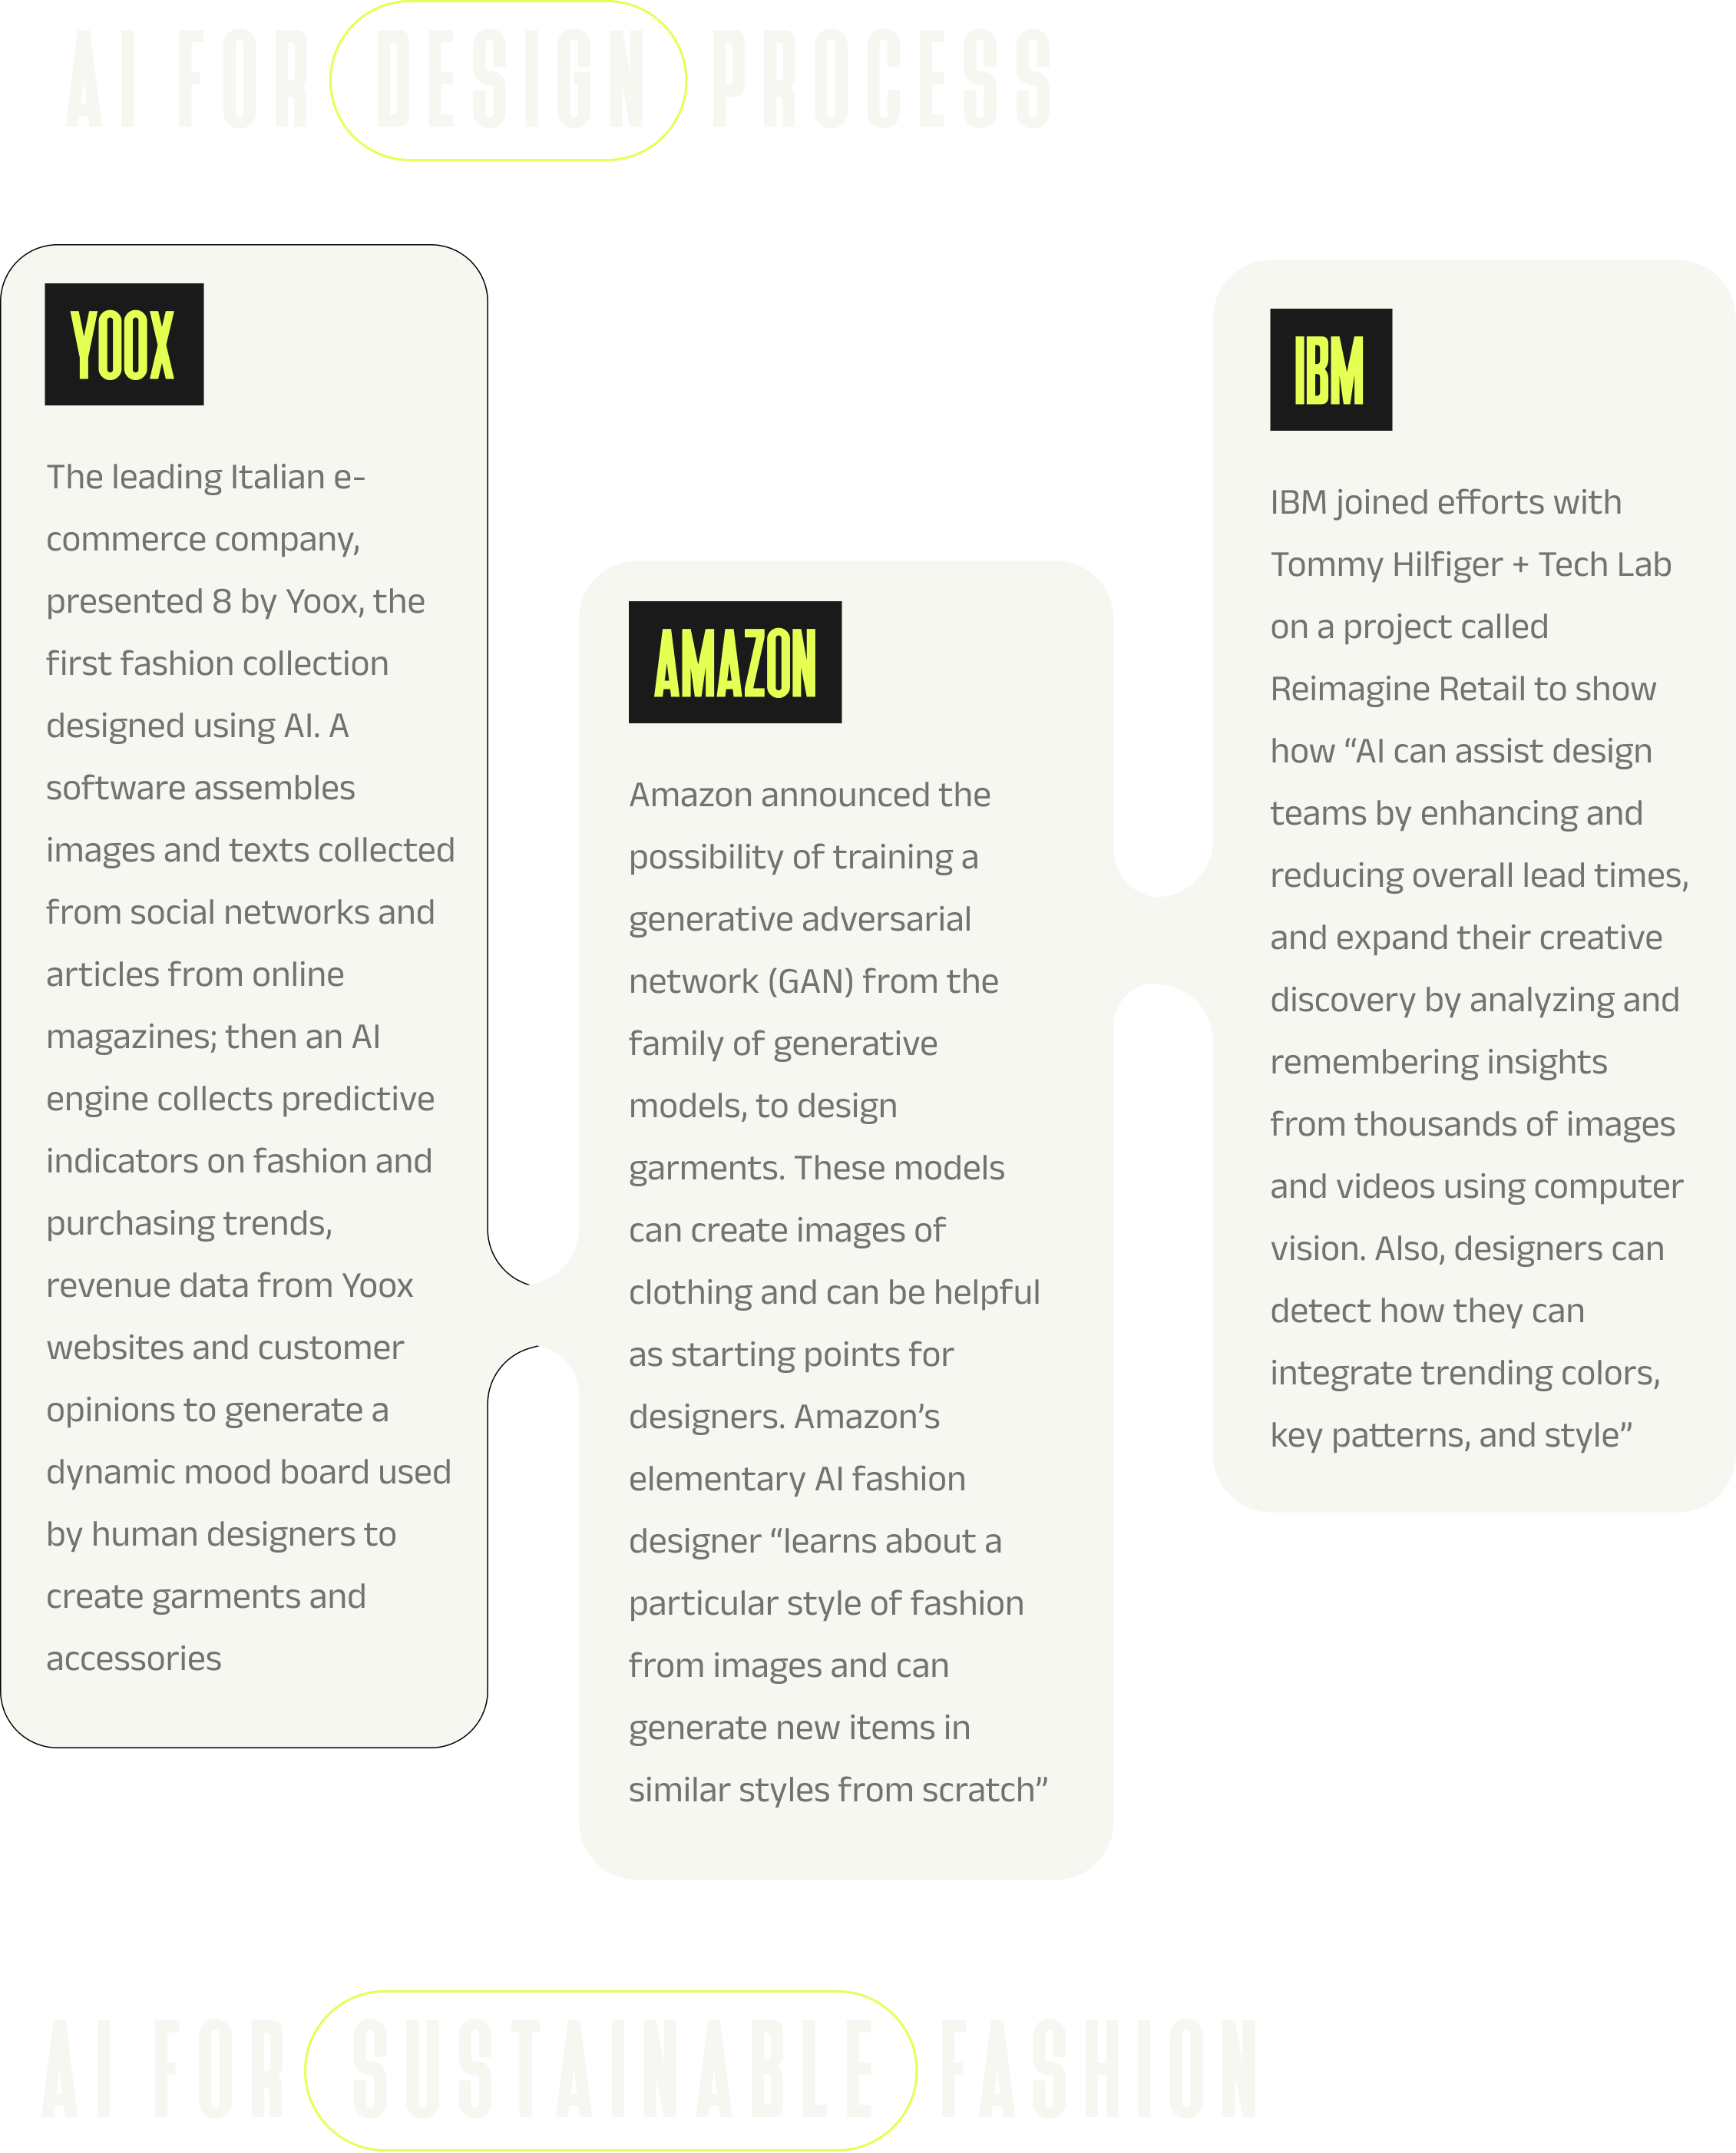 AI FOR DESIGN PROCESS
YOOX
The leading Italian e-
commerce company,
presented 8 by Yoox, the
first fashion collection
designed using AI. A
software assembles
images and texts collected
from social networks and
articles from online
magazines; then an AI
engine collects predictive
indicators on fashion and
purchasing trends,
revenue data from Yoox
websites and customer
opinions to generate a
dynamic mood board used
by human designers to
create garments and
accessories
AMAZON
Amazon announced the
possibility of training a
generative adversarial
network (GAN) from the
family of generative
models, to design
garments. These models
can create images of
clothing and can be helpful
as starting points for
designers. Amazon’s
elementary AI fashion
designer “learns about a
particular style of fashion
from images and can
generate new items in
similar styles from scratch”
IBM
IBM joined efforts with
Tommy Hilfiger + Tech Lab
on a project called
Reimagine Retail to show
how “AI can assist design
teams by enhancing and
reducing overall lead times,
and expand their creative
discovery by analyzing and
remembering insights
from thousands of images
and videos using computer
vision. Also, designers can
detect how they can
integrate trending colors,
key patterns, and style”
AI FOR SUSTAINABLE FASHION